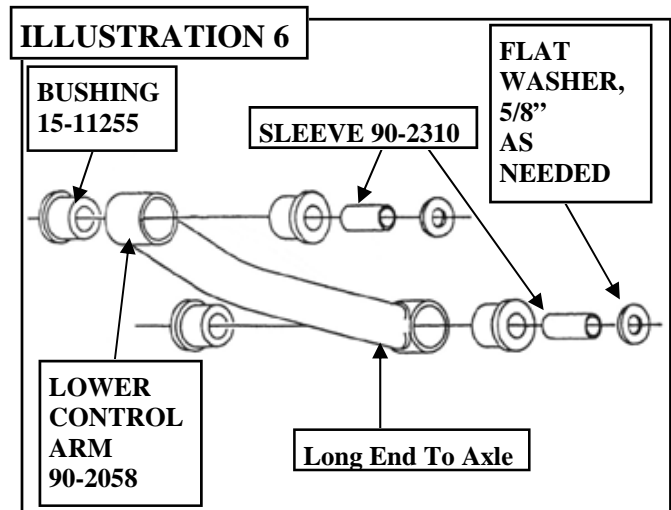 ILLUSTRATION 6
BUSHING
15-11255
SLEEVE 90-2310
FLAT
WASHER,
5/8”
AS
NEEDED
LOWER
CONTROL
ARM
90-2058
Long End To Axle